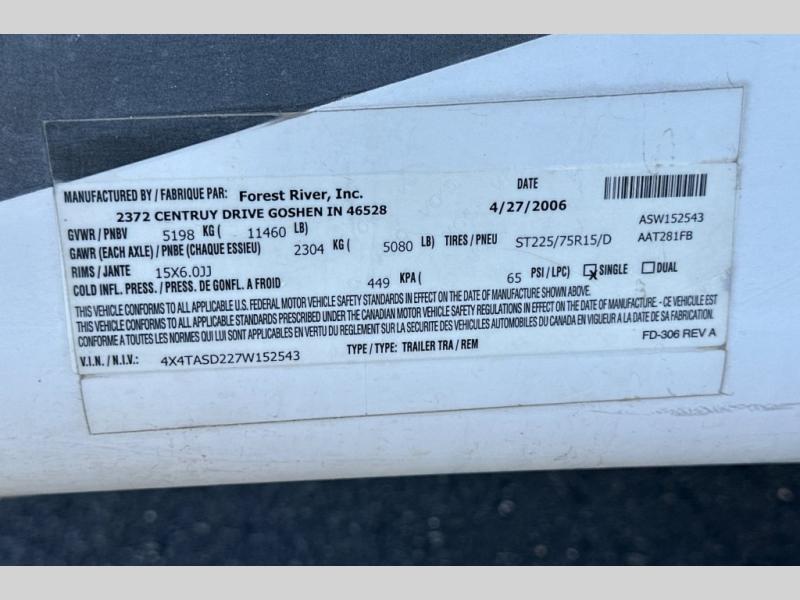 MANUFACTURED BY / FABRIQUE PAR: Forest River, Inc. DATE
2372 CENTRUY DRIVE GOSHEN IN 46528 4/27/2006
ASW152543
GVWR / PNBV 5198 KG ( 11460 LB)
GAWR (EACH AXLE) / PNBE (CHAQUE ESSIEU) 2304 KG ( 5080 LB) TIRES / PNEU ST225/75R15/D AAT281FB
RIMS / JANTE 15X6.0JJ
COLD INFL. PRESS. / PRESS. DE GONFL. A FROID 449 KPA ( 65 PSI / LPC) X SINGLE DUAL
THIS VEHICLE CONFORMS TO ALL APPLICABLE U.S. FEDERAL MOTOR VEHICLE SAFETY STANDARDS IN EFFECT ON THE DATE OF MANUFACTURE SHOWN ABOVE.
THIS VEHICLE CONFORMS TO ALL APPLICABLE STANDARDS PRESCRIBED UNDER THE CANADIAN MOTOR VEHICLE SAFETY REGULATIONS IN EFFECT ON THE DATE OF MANUFACTURE. - CE VEHICULE EST
CONFORME A TOUTES LES NORMES QUI LUI SONT APPLICABLES EN VERTU DU REGLEMENT SUR LA SECURITE DES VEHICULES AUTOMOBILES DU CANADA EN VIGUEUR A LA DATE DE SA FABRICATION
V.I.N. / N.I.V.: 4X4TASD227W152543 TYPE / TYPE: TRAILER TRA / REM FD-306 REV A